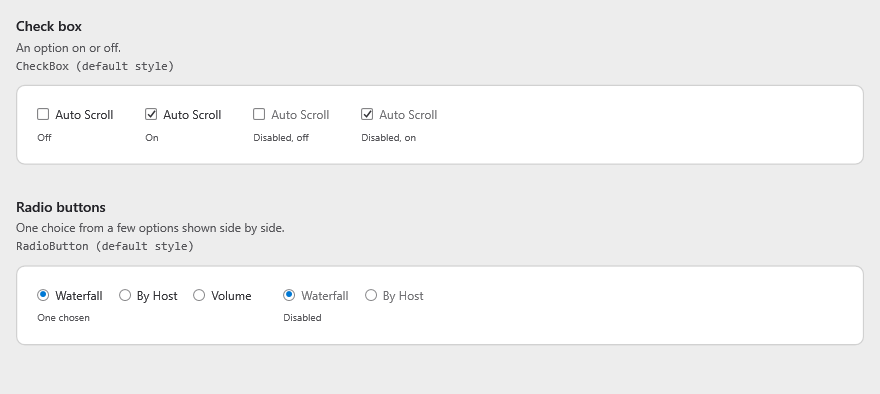 Check box
An option on or off.
CheckBox (default style)
Auto Scroll Auto Scroll Auto Scroll Auto Scroll
Off On Disabled, off Disabled, on
Radio buttons
One choice from a few options shown side by side.
RadioButton (default style)
Waterfall By Host Volume Waterfall By Host
One chosen Disabled